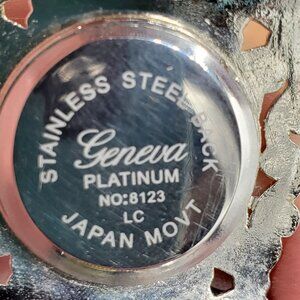 STAINLESS STEEL BACK
Geneva
PLATINUM
NO:8123
LC
JAPAN MOVT